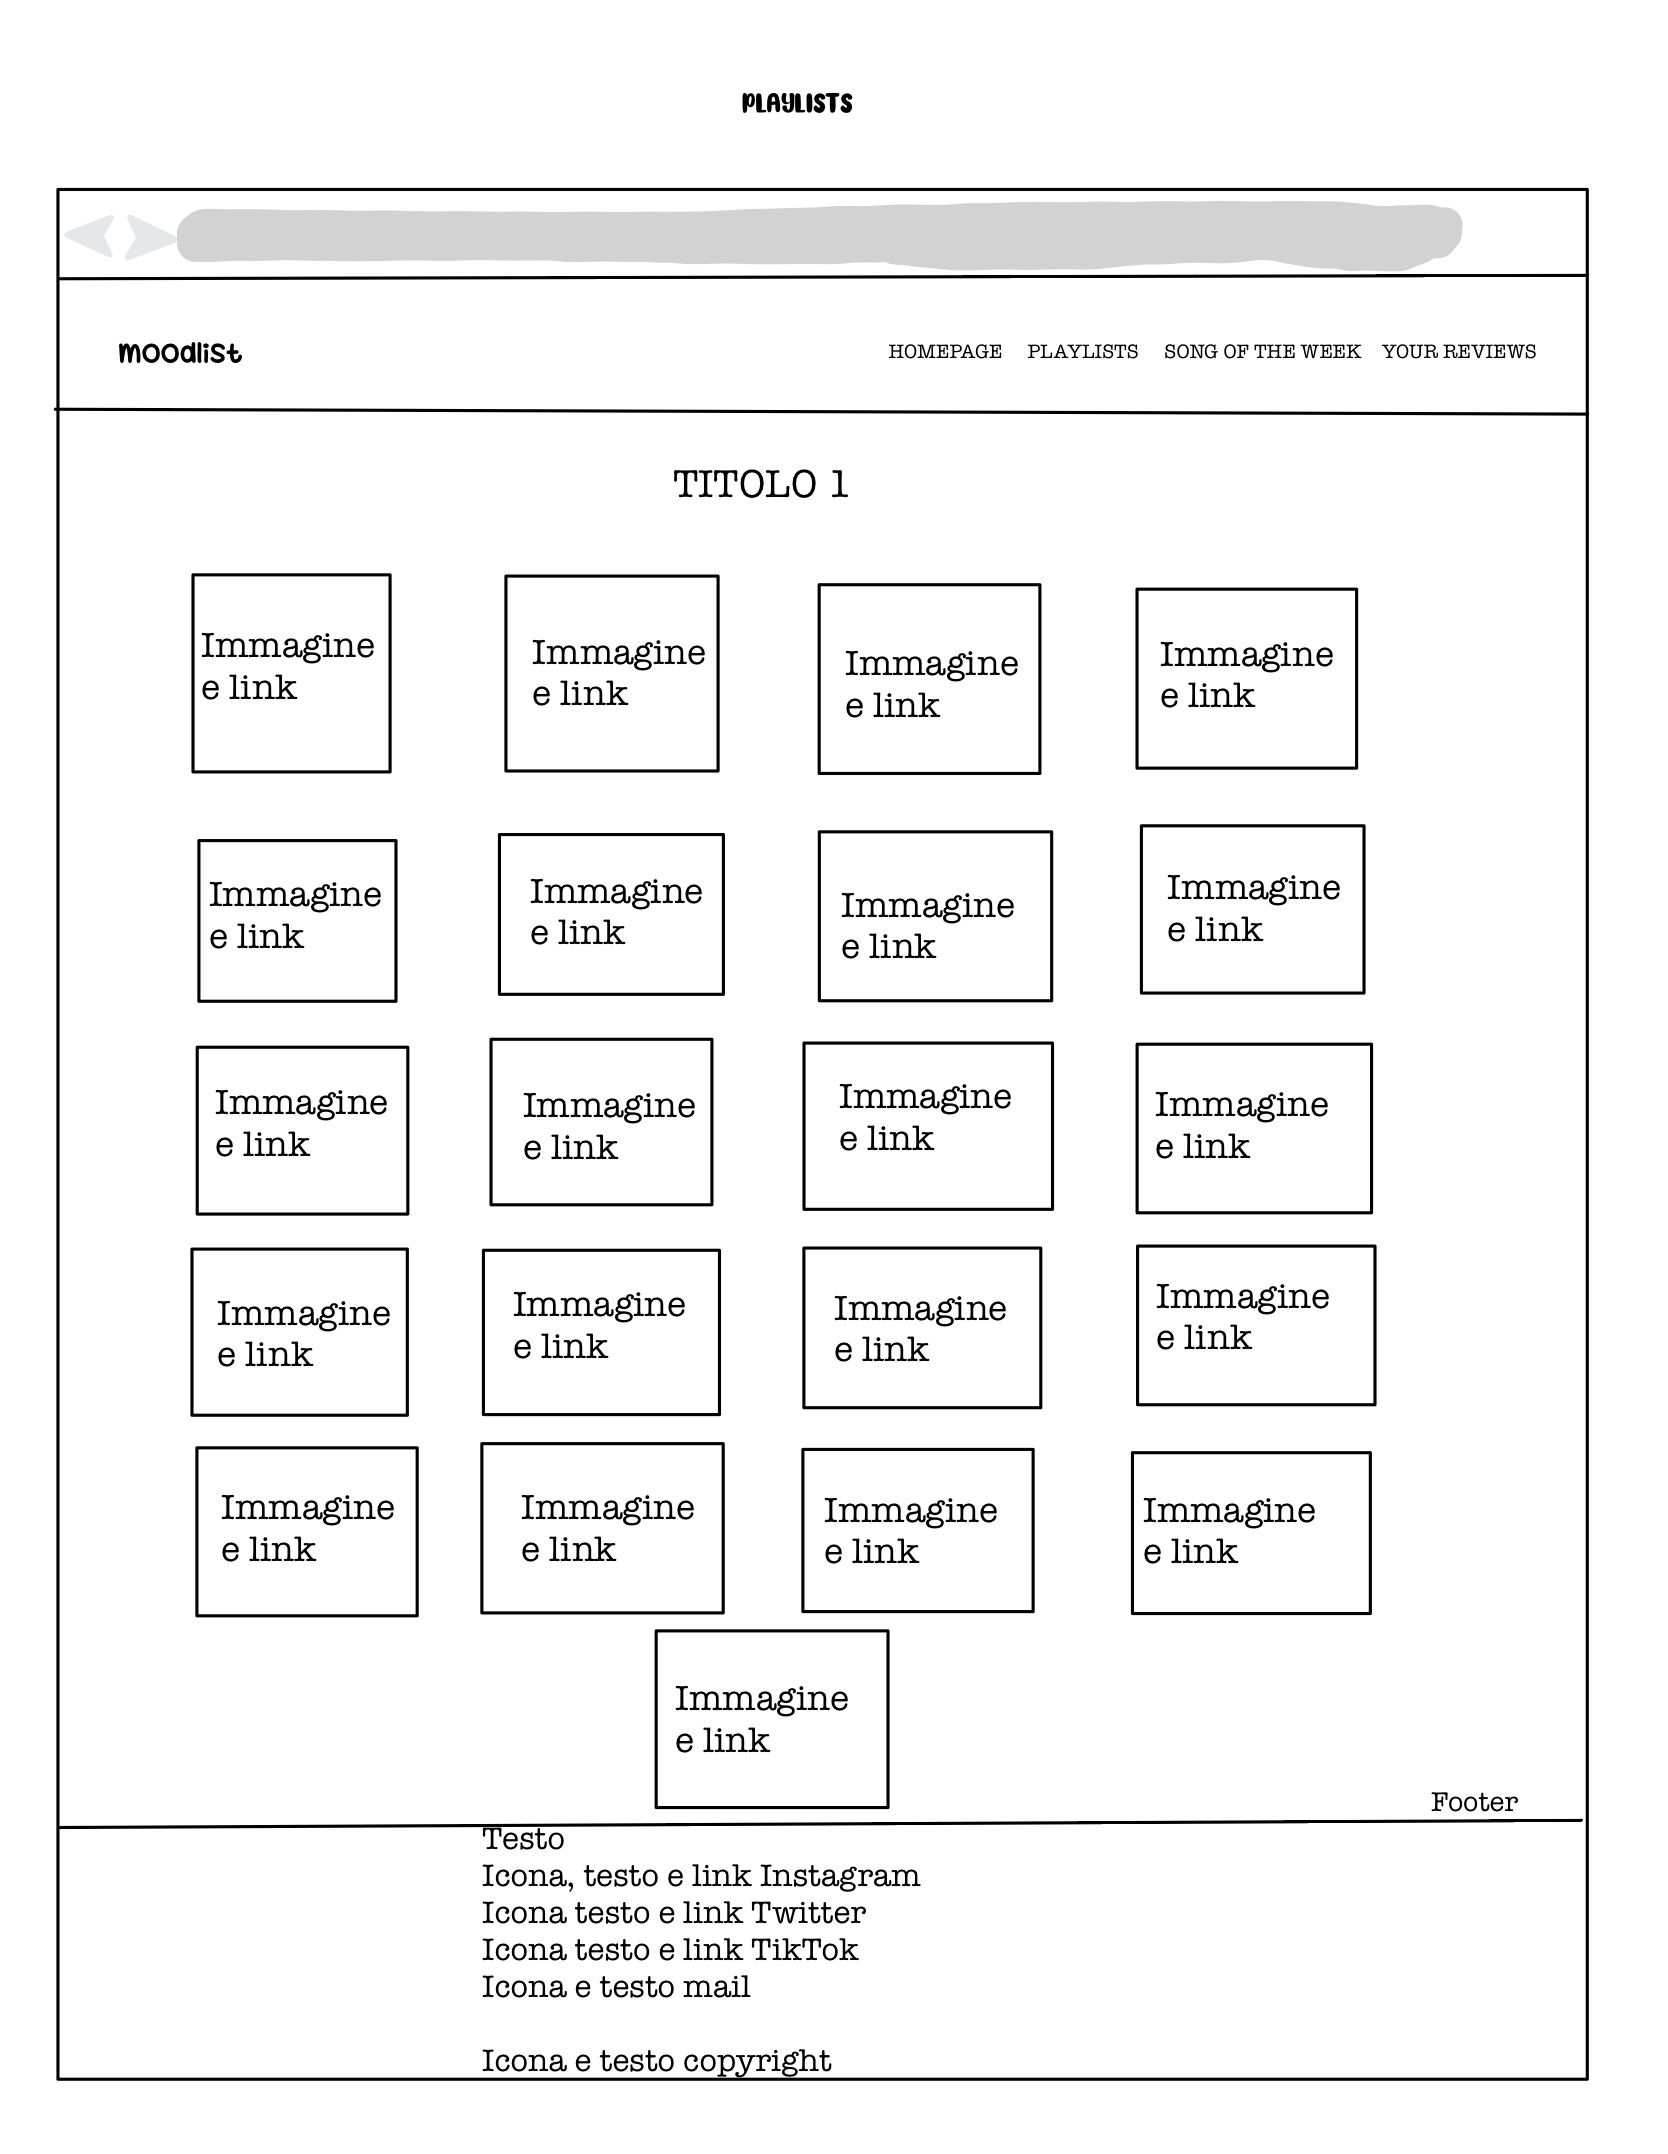 PLAYLISTS
moodlist
HOMEPAGE PLAYLISTS SONG OF THE WEEK YOUR REVIEWS
TITOLO 1
Immagine
e link
Immagine
e link
Immagine
e link
Immagine
e link
Immagine
e link
Immagine
e link
Immagine
e link
Immagine
e link
Immagine
e link
Immagine
e link
Immagine
e link
Immagine
e link
Immagine
e link
Immagine
e link
Immagine
e link
Immagine
e link
Immagine
e link
Immagine
e link
Immagine
e link
Immagine
e link
Immagine
e link
Footer
Testo
Icona, testo e link Instagram
Icona testo e link Twitter
Icona testo e link TikTok
Icona e testo mail
Icona e testo copyright